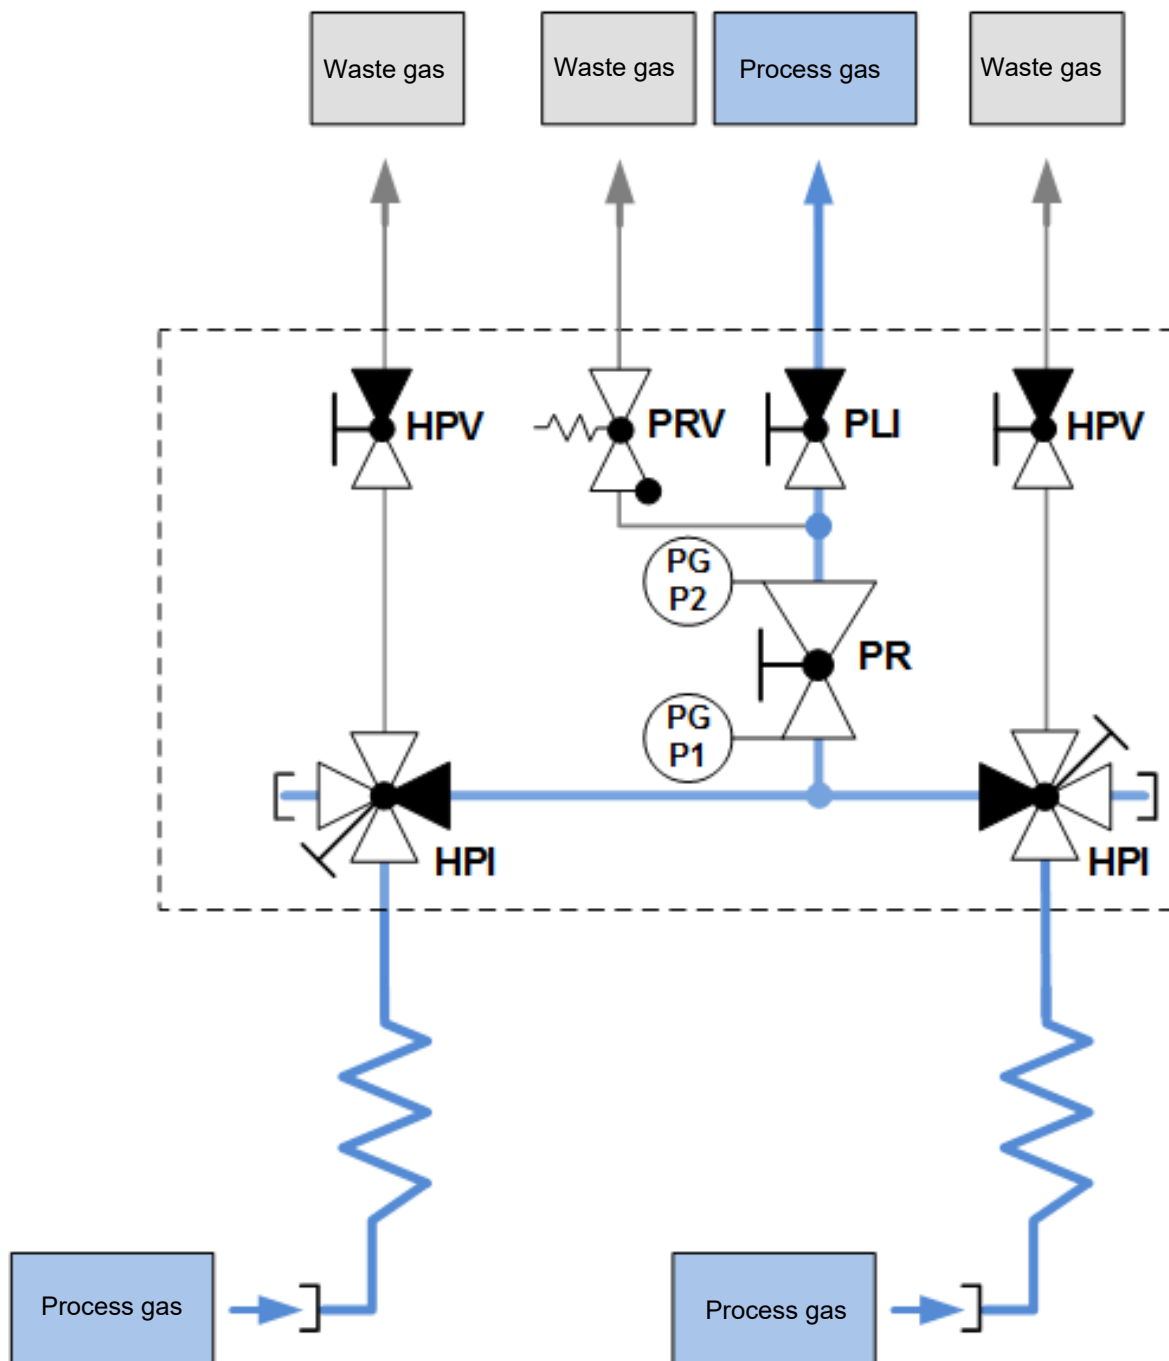 Waste gas
Waste gas
Process gas
Waste gas
HPV
PRV
PLI
HPV
PG
P2
PR
PG
P1
HPI
HPI
Process gas
Process gas